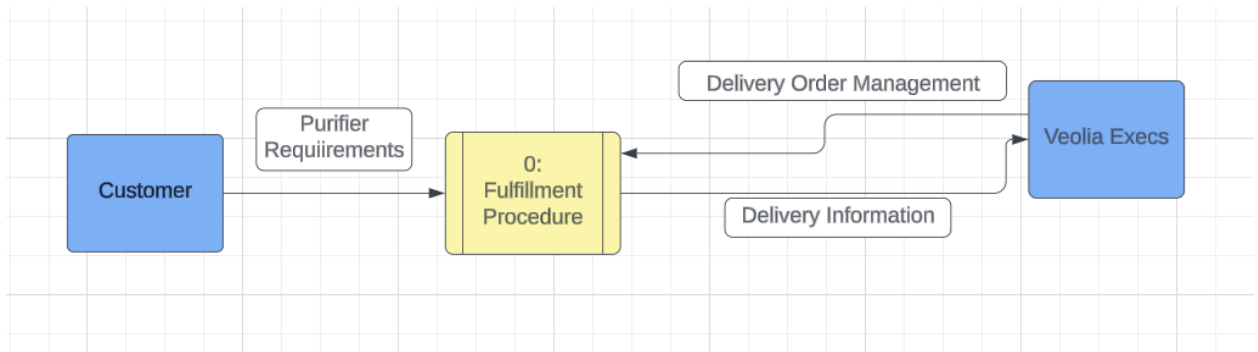 Delivery Order Management
Veolia Execs
Purifier
Requiirements
0:
Fulfillment
Procedure
Customer
Delivery Information